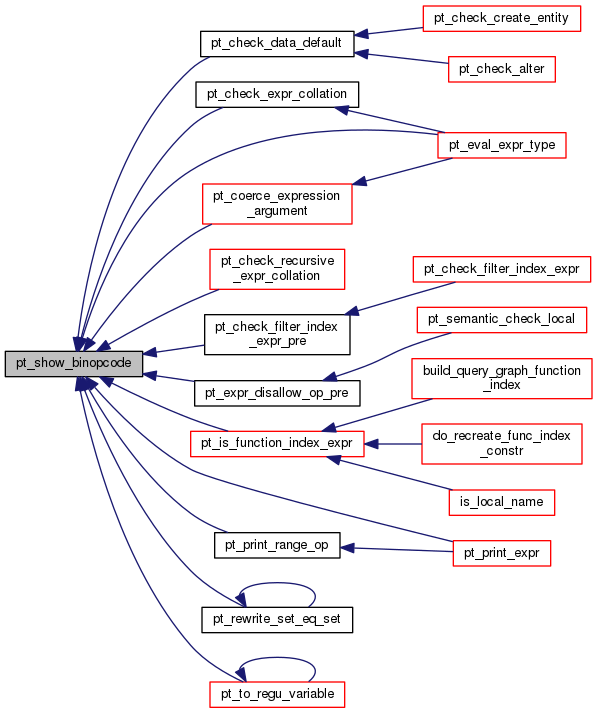 pt_check_create_entity
pt_check_data_default
pt_check_alter
pt_check_expr_collation
pt_eval_expr_type
pt_coerce_expression
_argument
pt_check_recursive
_expr_collation
pt_check_filter_index_expr
pt_check_filter_index
_expr_pre
pt_semantic_check_local
pt_show_binopcode
pt_expr_disallow_op_pre
build_query_graph_function
_index
pt_is_function_index_expr
do_recreate_func_index
_constr
is_local_name
pt_print_range_op
pt_print_expr
pt_rewrite_set_eq_set
pt_to_regu_variable